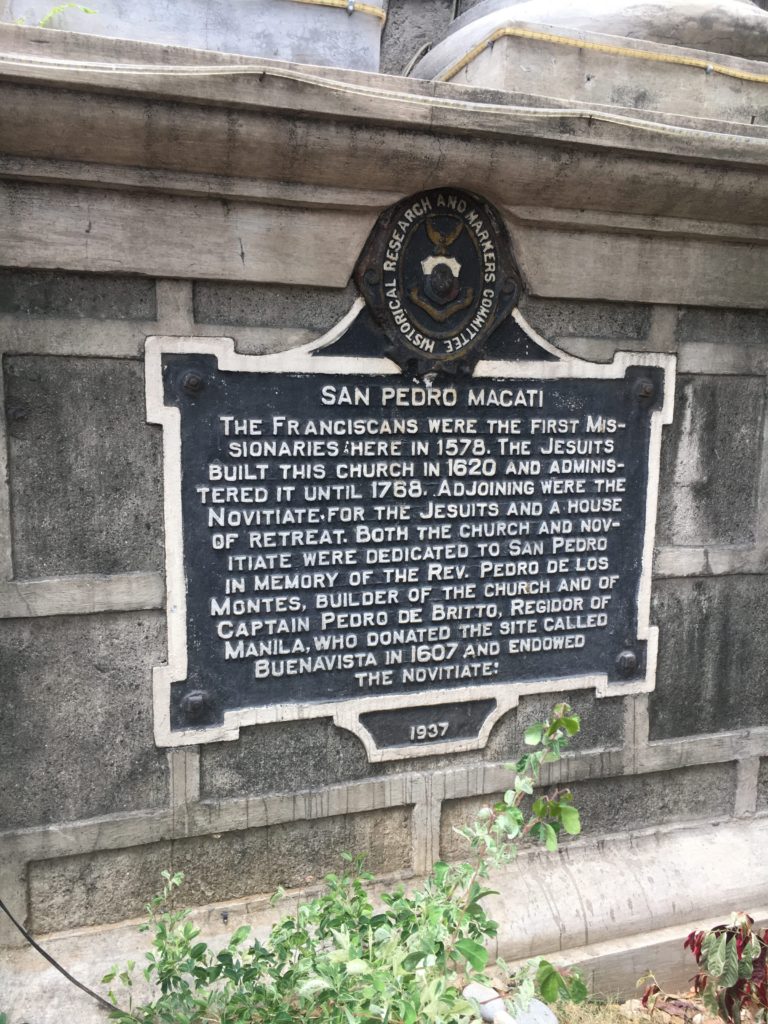 HISTORICAL RESEARCH AND MARKERS COMMITTEE
SAN PEDRO MACATI
THE FRANCISCANS WERE THE FIRST MIS-
SIONARIES HERE IN 1578. THE JESUITS
BUILT THIS CHURCH IN 1620 AND ADMINIS-
TERED IT UNTIL 1768. ADJOINING WERE THE
NOVITIATE FOR THE JESUITS AND A HOUSE
OF RETREAT. BOTH THE CHURCH AND NOV-
ITIATE WERE DEDICATED TO SAN PEDRO
IN MEMORY OF THE REV. PEDRO DE LOS
MONTES, BUILDER OF THE CHURCH AND OF
CAPTAIN PEDRO DE BRITTO, REGIDOR OF
MANILA, WHO DONATED THE SITE CALLED
BUENAVISTA IN 1607 AND ENDOWED
THE NOVITIATE.
1937